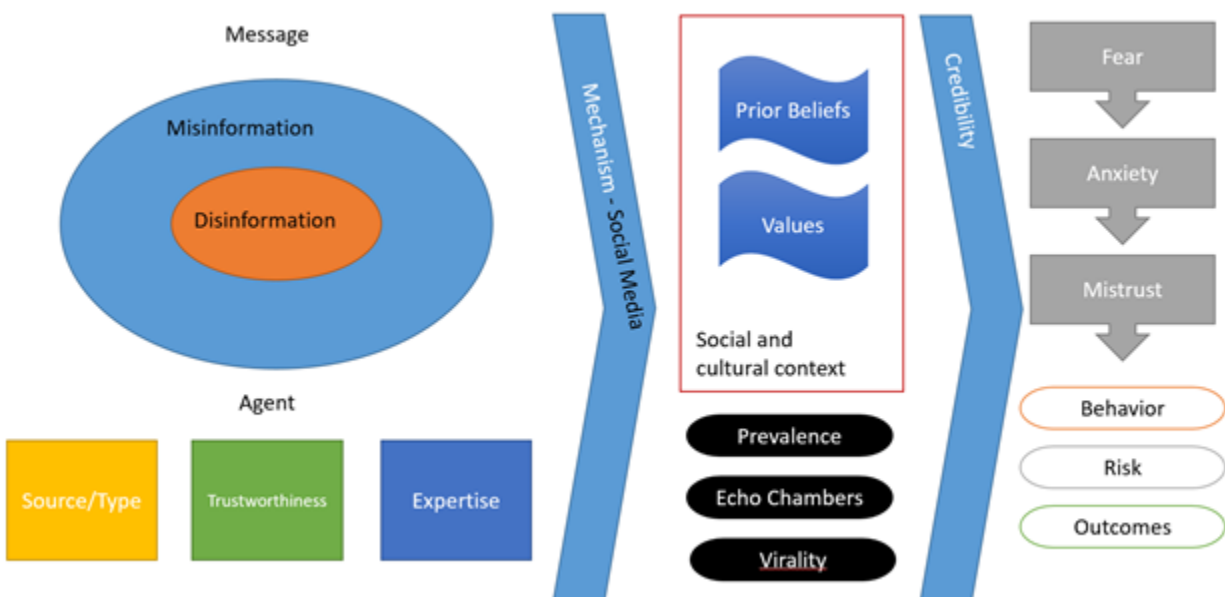 Message
Misinformation
Disinformation
Agent
Source/Type
Trustworthiness
Expertise
Mechanism - Social Media
Prior Beliefs
Values
Social and
cultural context
Prevalence
Echo Chambers
Virality
Credibility
Fear
Anxiety
Mistrust
Behavior
Risk
Outcomes